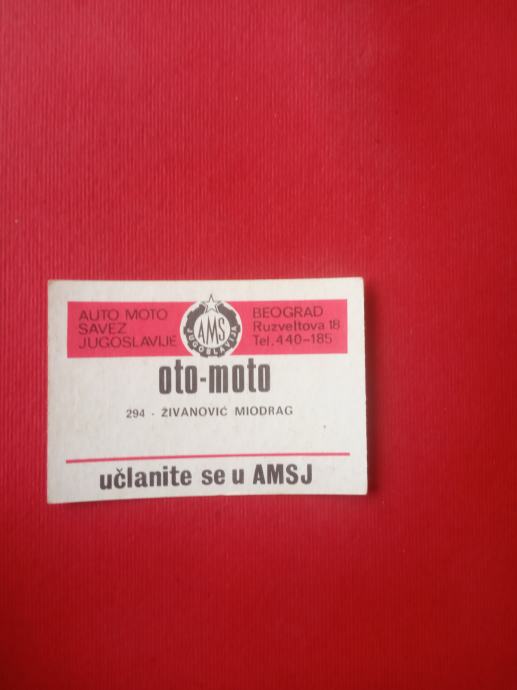 AUTO MOTO
SAVEZ
JUGOSLAVIJE
AMS
JUGOSLAVIJA
BEOGRAD
Ruzveltova 18
Tel. 440-185
oto-moto
294 - ŽIVANOVIĆ MIODRAG
učlanite se u AMSJ